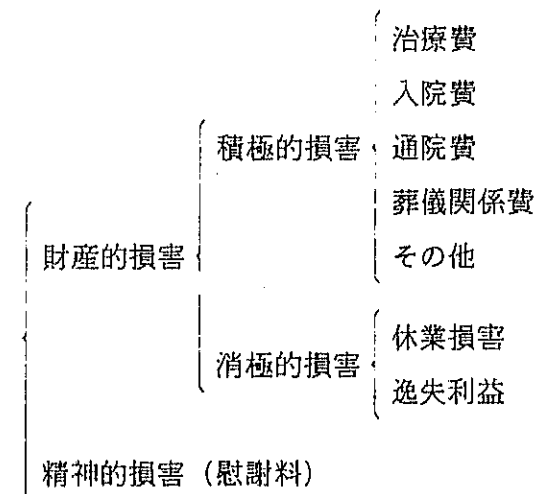 治療費
入院費
積極的損害 通院費
葬儀関係費
財産的損害 その他
休業損害
消極的損害
逸失利益
精神的損害（慰謝料）